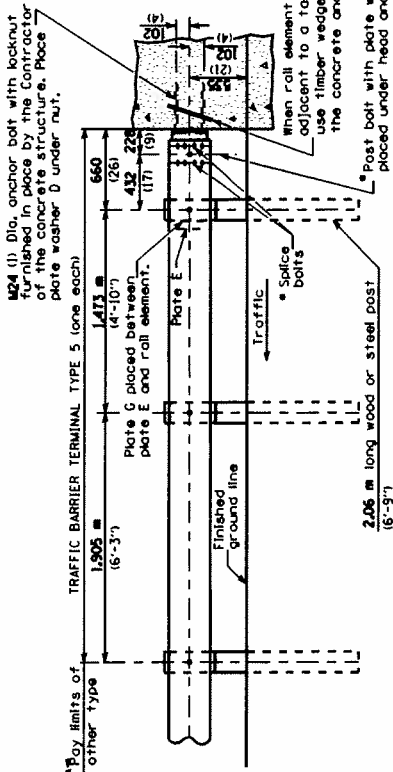 M24 (1) Dia. anchor bolt with locknut
furnished in place by the Contractor
of the concrete structure. Place
plate washer D under nut.
TRAFFIC BARRIER TERMINAL TYPE 5 (one each)
Pay limits of
other type
1.905 m
(6'-3")
1.473 m
(4'-10")
660
(26)
432
(17)
228
(9)
102
(4)
102
(4)
(21)
Plate G placed between
plate E and rail element.
Plate E
* Splice
bolts
Traffic
Finished
ground line
When rail element
adjacent to a ta
use timber wedge
the concrete and
* Post bolt with plate w
placed under head and
2.06 m long wood or steel post
(6'-9")